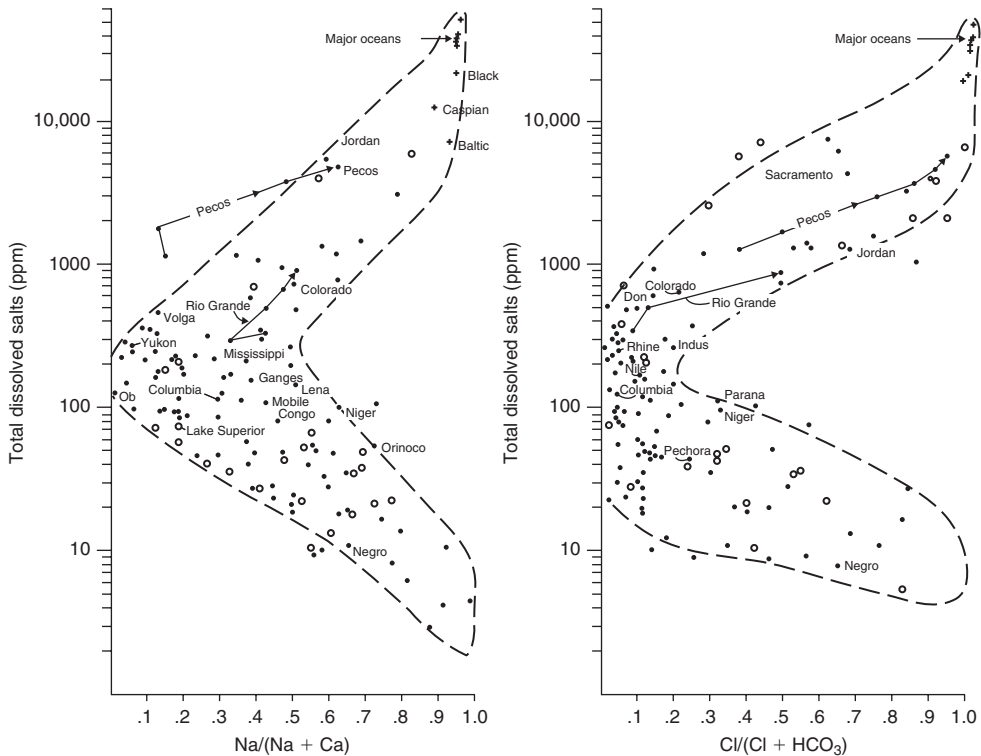 Total dissolved salts (ppm)
10,000
1000
100
10
Major oceans
Black
Caspian
Baltic
Jordan
Pecos
Pecos
Colorado
Rio Grande
Volga
Yukon
Mississippi
Ganges
Columbia
Lena
Ob
Mobile
Congo
Niger
Lake Superior
Orinoco
Negro
.1 .2 .3 .4 .5 .6 .7 .8 .9 1.0
Na/(Na + Ca)
Total dissolved salts (ppm)
10,000
1000
100
10
Major oceans
Sacramento
Pecos
Jordan
Colorado
Don
Rio Grande
Rhine
Indus
Nile
Columbia
Parana
Niger
Pechora
Negro
.1 .2 .3 .4 .5 .6 .7 .8 .9 1.0
Cl/(Cl + HCO₃)